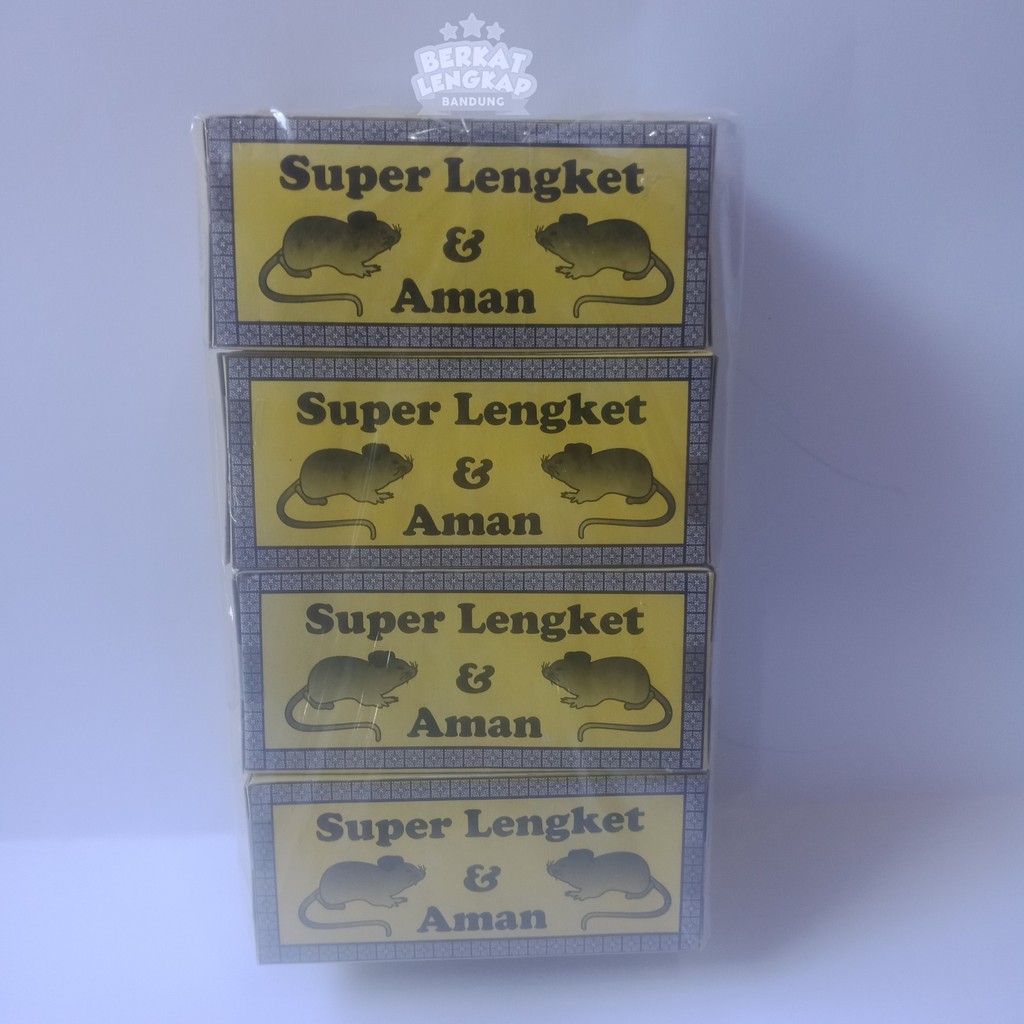 BERKAT
LENGKAP
BANDUNG
Super Lengket
&
Aman
Super Lengket
&
Aman
Super Lengket
&
Aman
Super Lengket
&
Aman